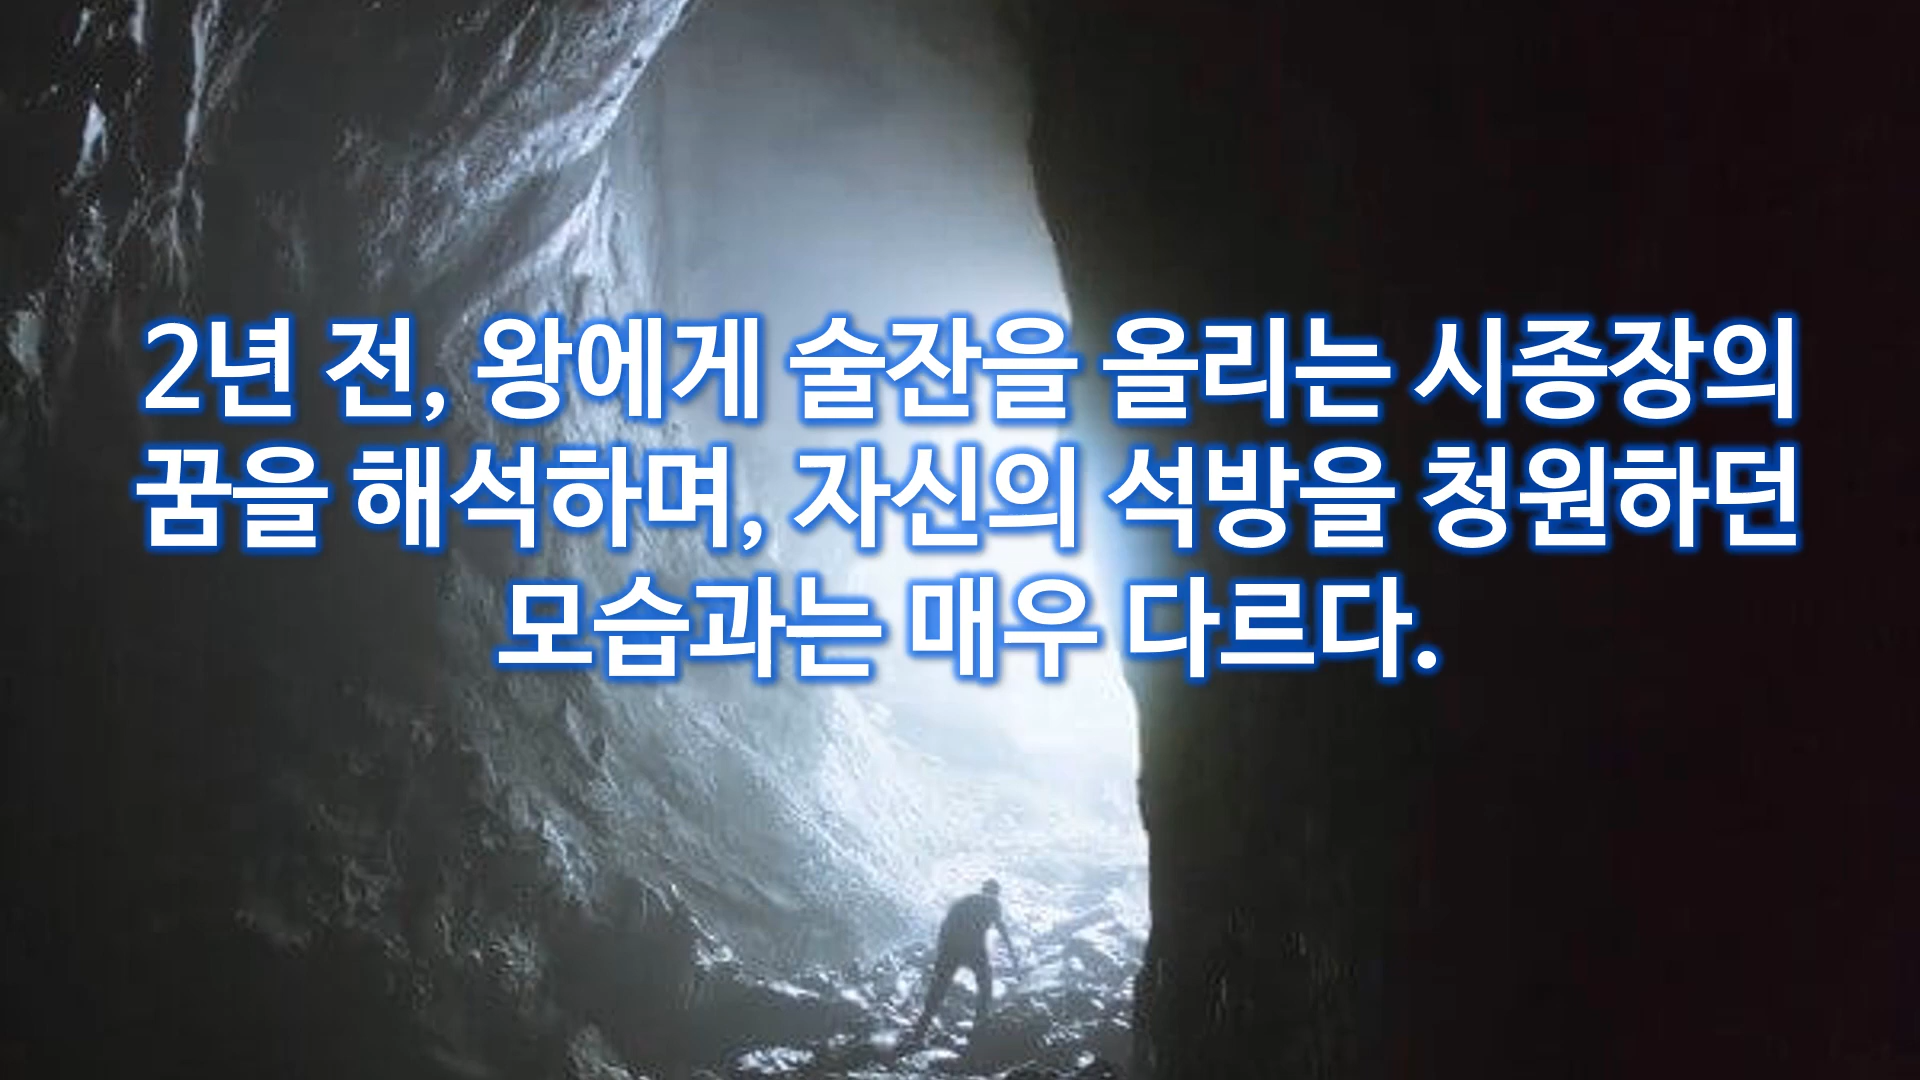 2년 전, 왕에게 술잔을 올리는 시종장의
꿈을 해석하며, 자신의 석방을 청원하던
모습과는 매우 다르다.